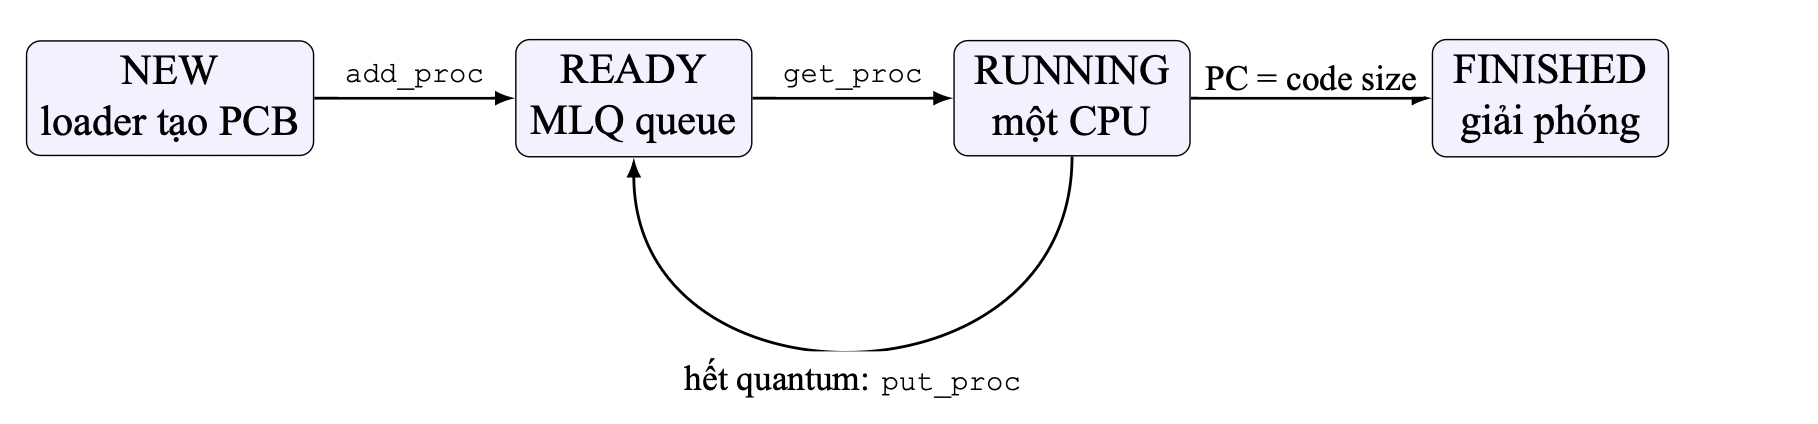 NEW
loader tạo PCB
add_proc
READY
MLQ queue
get_proc
RUNNING
một CPU
PC = code size
FINISHED
giải phóng
hết quantum: put_proc